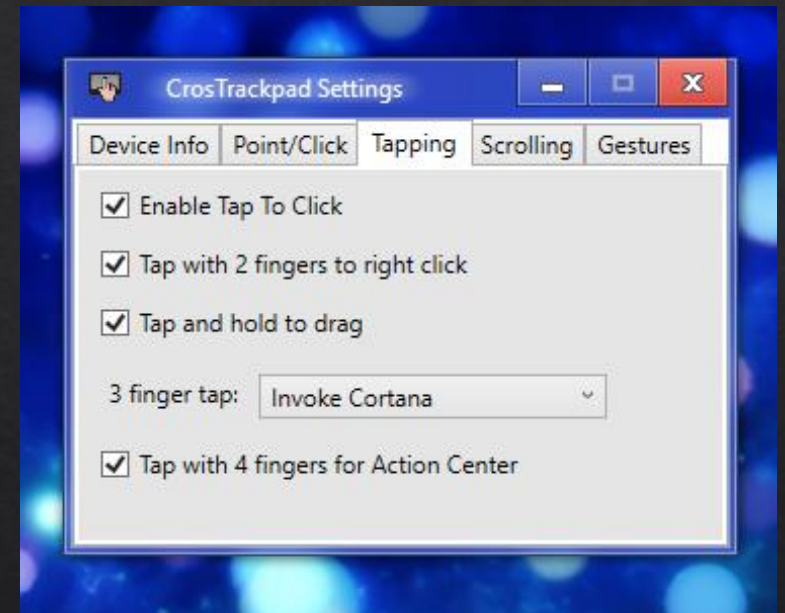 CrosTrackpad Settings
Device Info Point/Click Tapping Scrolling Gestures
Enable Tap To Click
Tap with 2 fingers to right click
Tap and hold to drag
3 finger tap: Invoke Cortana
Tap with 4 fingers for Action Center